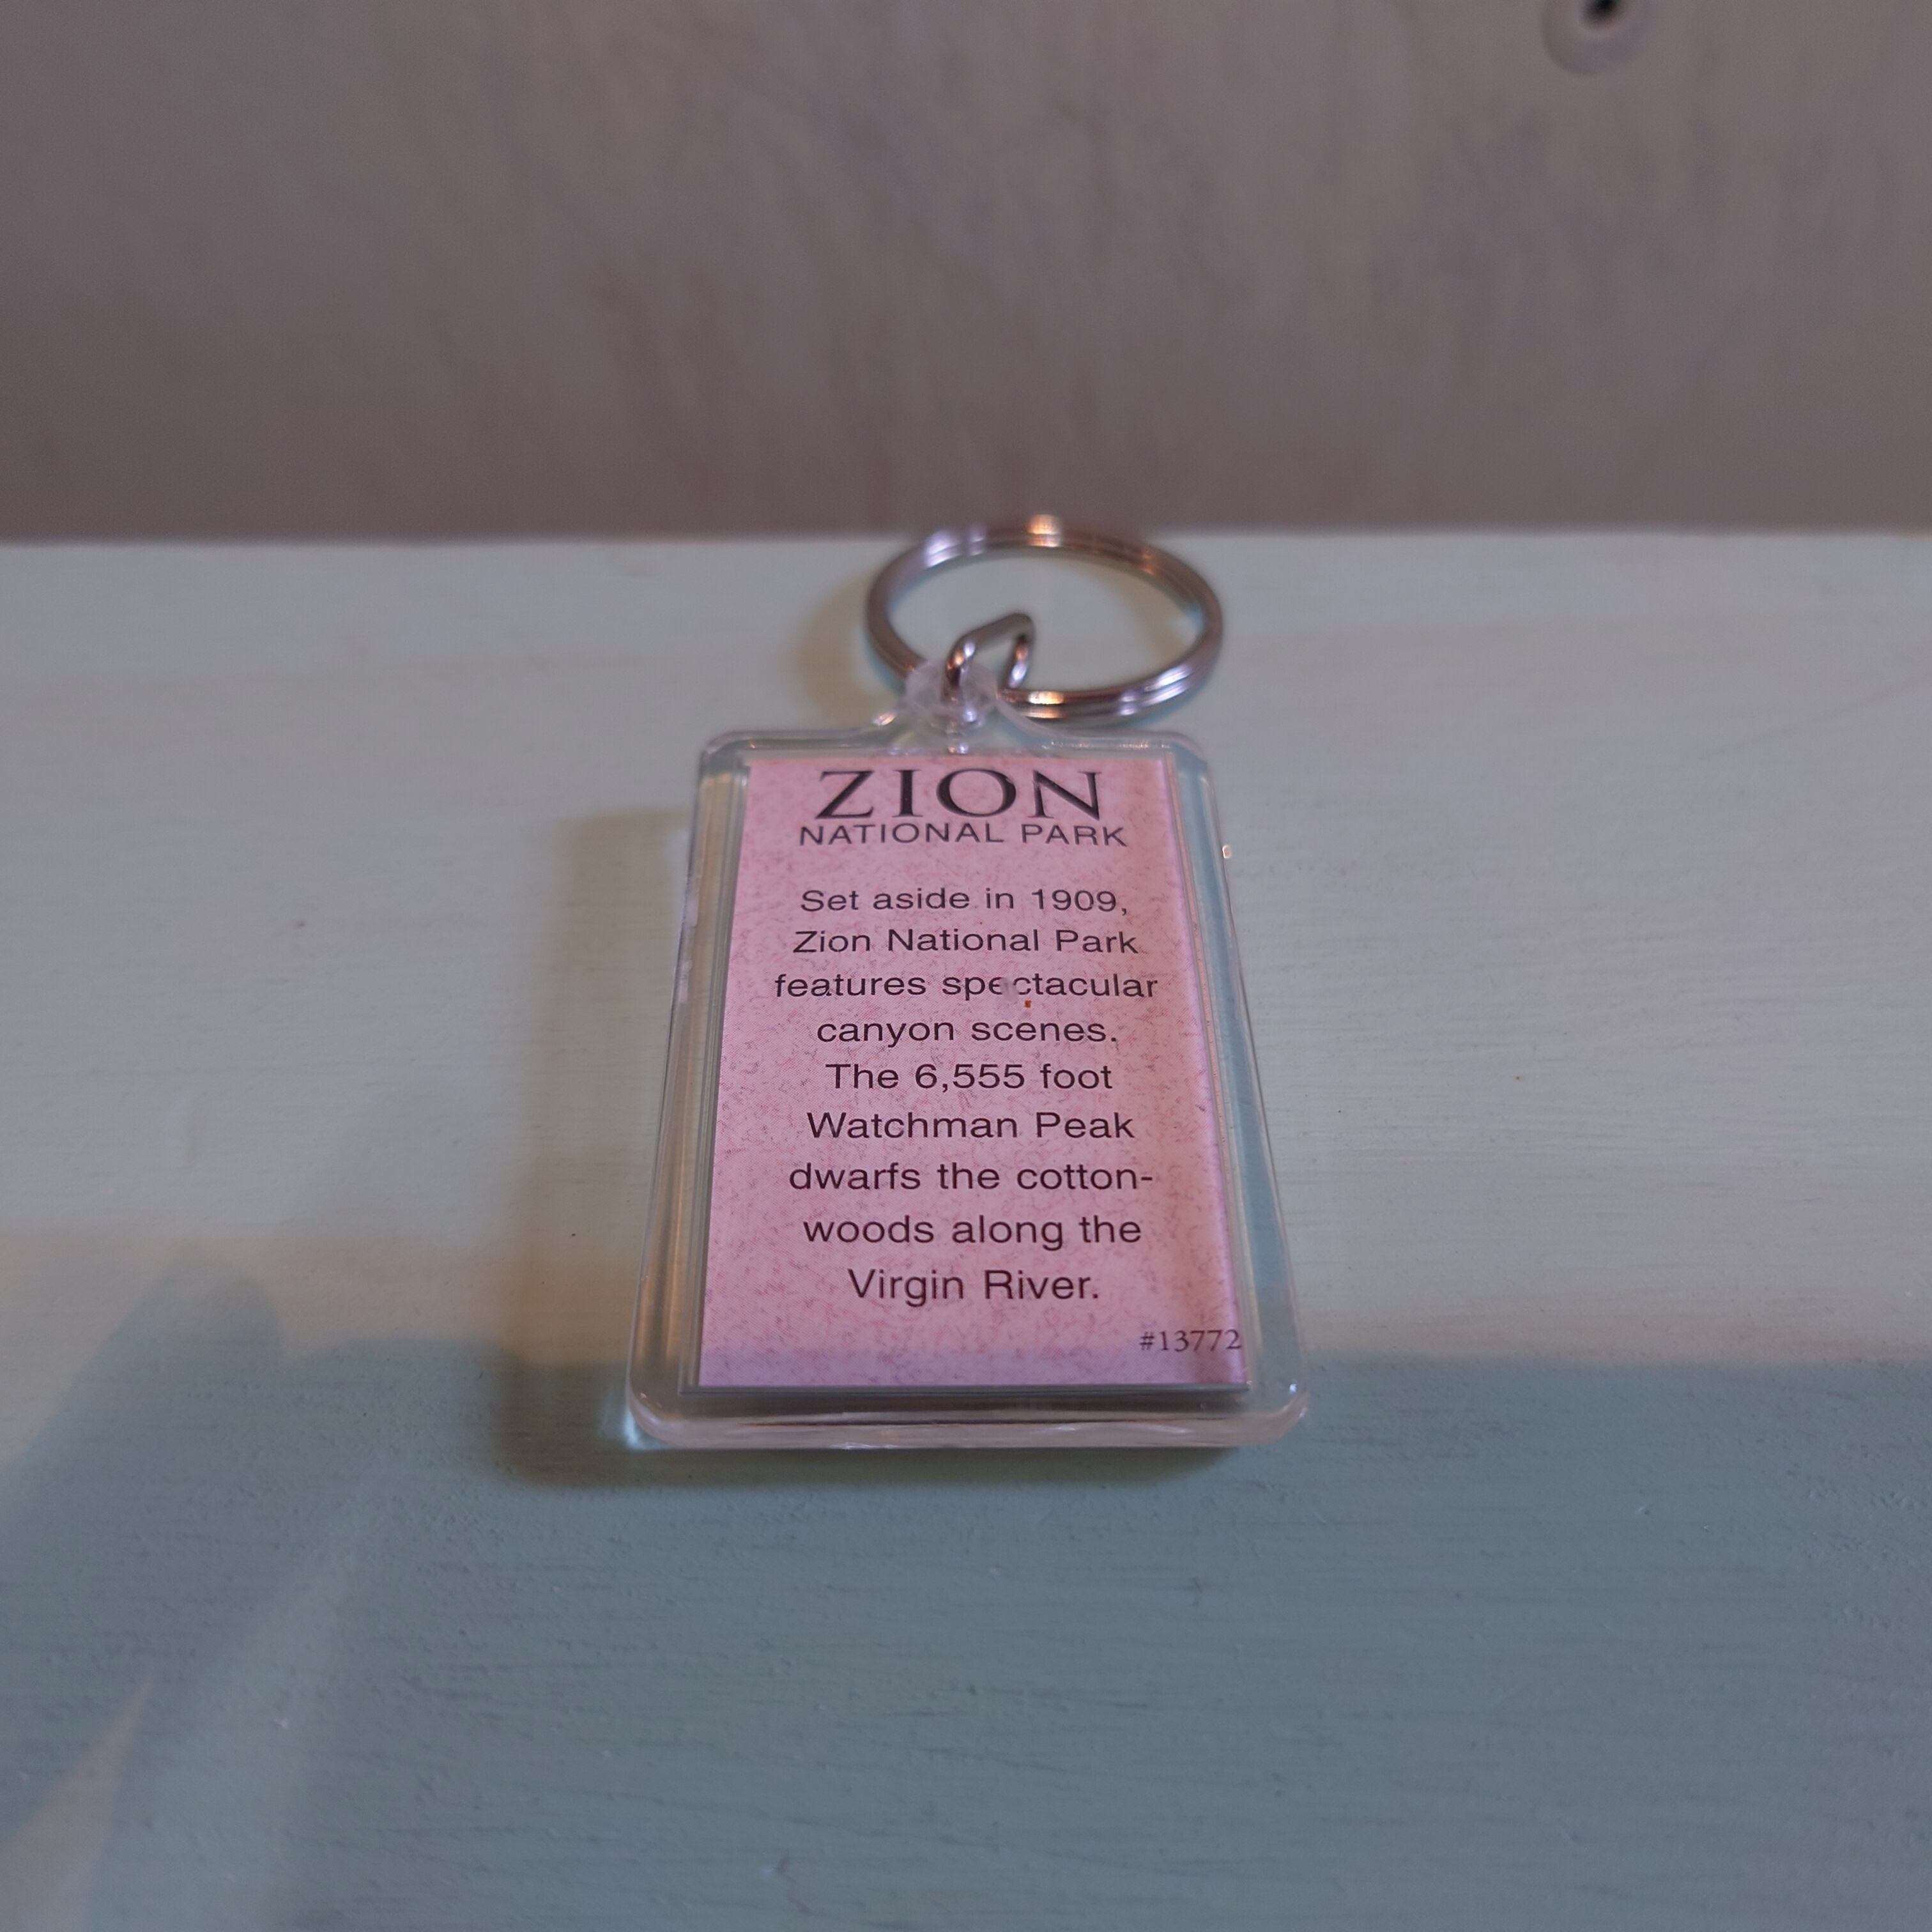 ZION
NATIONAL PARK
Set aside in 1909,
Zion National Park
features spectacular
canyon scenes.
The 6,555 foot
Watchman Peak
dwarfs the cotton-
woods along the
Virgin River.
#13772